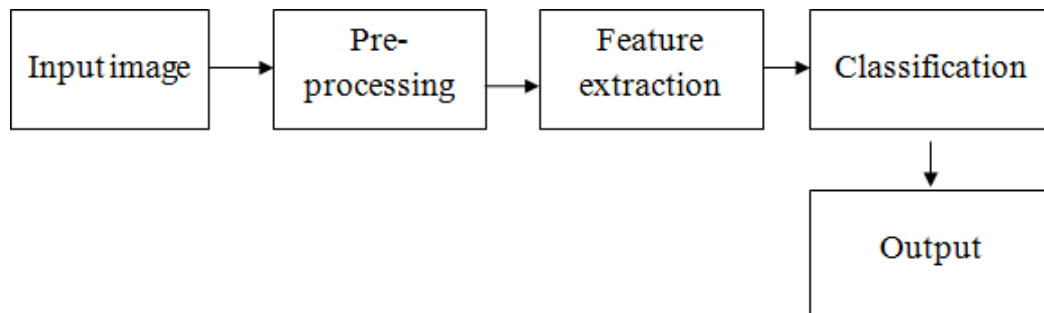 Input image
Pre-
processing
Feature
extraction
Classification
Output